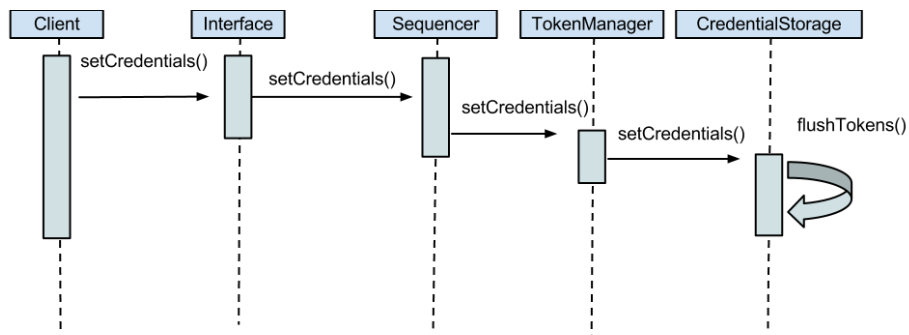 Client
Interface
Sequencer
TokenManager
CredentialStorage
setCredentials()
setCredentials()
setCredentials()
setCredentials()
flushTokens()